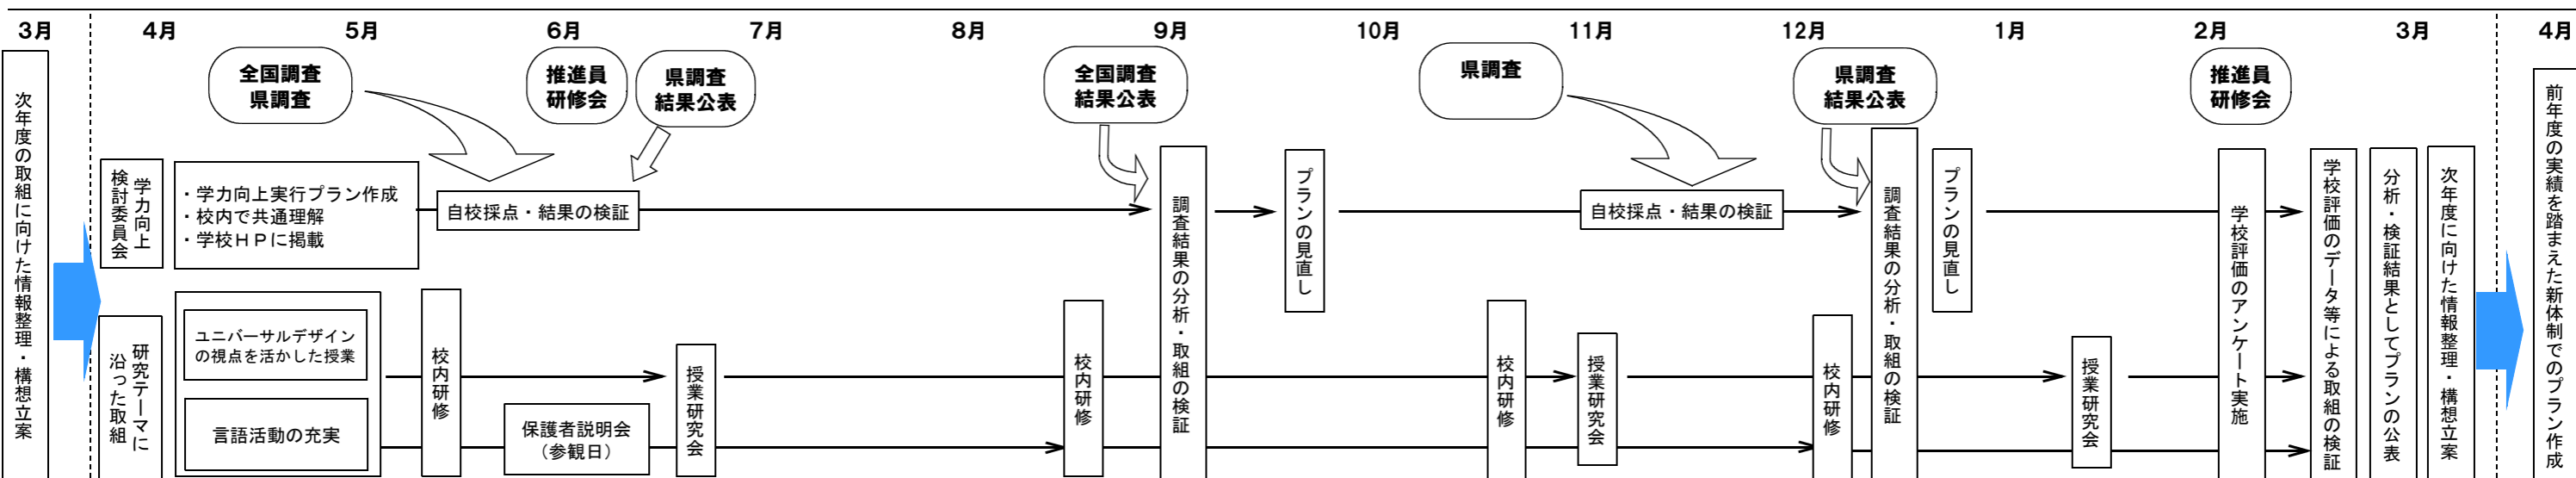 3月
4月
5月
6月
7月
8月
9月
10月
11月
12月
1月
2月
3月
4月
全国調査
県調査
推進員
研修会
県調査
結果公表
全国調査
結果公表
県調査
県調査
結果公表
推進員
研修会
次年度の取組に向けた情報整理・構想立案
学力向上
検討委員会
・学力向上実行プラン作成
・校内で共通理解
・学校ＨＰに掲載
自校採点・結果の検証
調査結果の分析・取組の検証
プランの見直し
自校採点・結果の検証
調査結果の分析・取組の検証
プランの見直し
学校評価のアンケート実施
学校評価のデータ等による取組の検証
分析・検証結果としてプランの公表
次年度に向けた情報整理・構想立案
前年度の実績を踏まえた新体制でのプラン作成
研究テーマに
沿った取組
ユニバーサルデザイン
の視点を活かした授業
言語活動の充実
校内研修
保護者説明会
（参観日）
授業研究会
校内研修
校内研修
授業研究会
校内研修
授業研究会